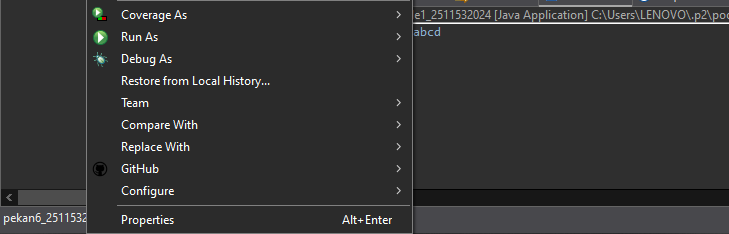 Coverage As
e1_2511532024 [Java Application] C:\Users\LENOVO\.p2\poo
Run As
abcd
Debug As
Restore from Local History...
Team
Compare With
Replace With
GitHub
Configure
pekan6_2511532
Properties Alt+Enter